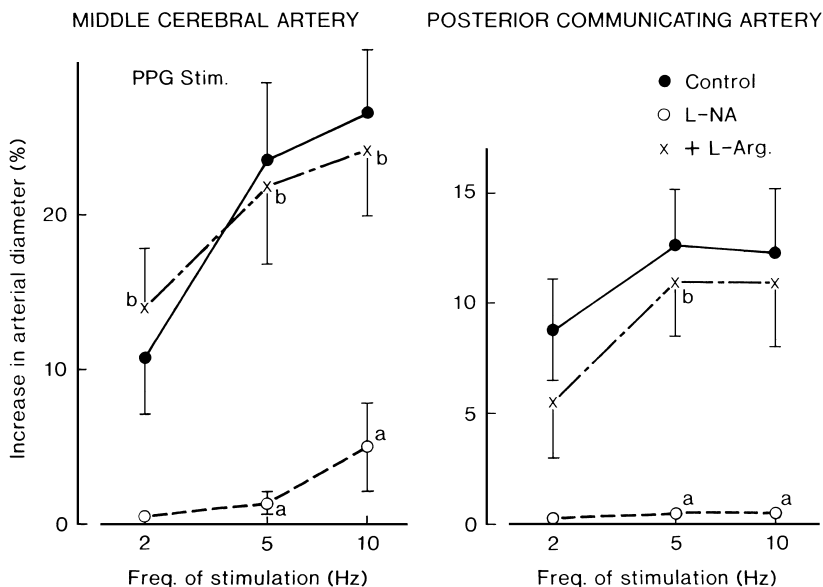 MIDDLE CEREBRAL ARTERY
PPG Stim.
Increase in arterial diameter (%)
20
10
0
b
b
b
a
a
2
5
10
Freq. of stimulation (Hz)
POSTERIOR COMMUNICATING ARTERY
Control
L-NA
+ L-Arg.
15
10
5
0
b
a
a
2
5
10
Freq. of stimulation (Hz)